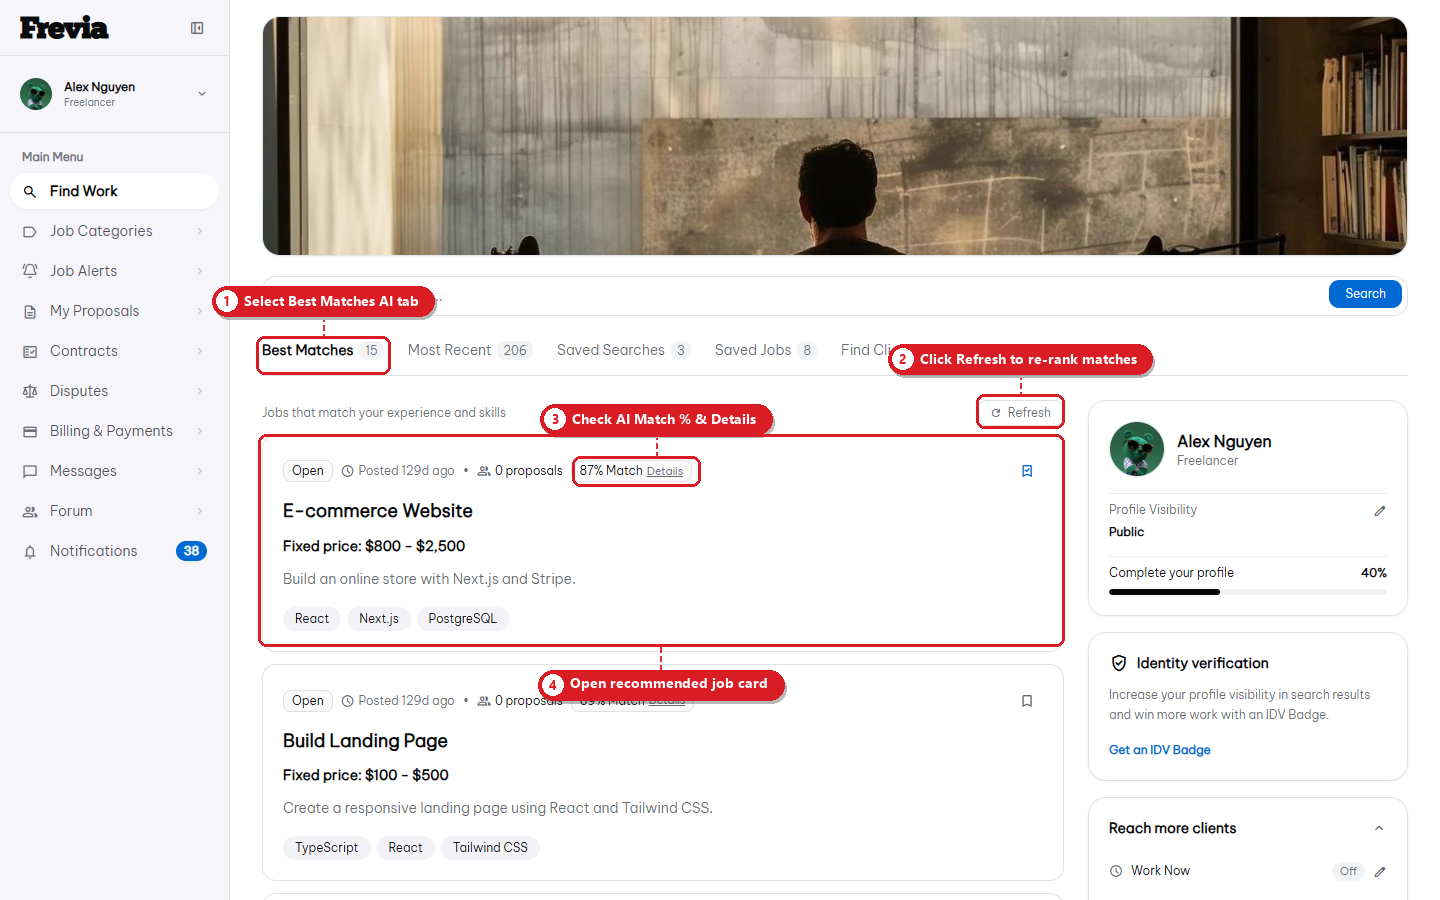 Frevia
Alex Nguyen
Freelancer
Main Menu
Find Work
Job Categories
Job Alerts
My Proposals
Contracts
Disputes
Billing & Payments
Messages
Forum
Notifications 38
1 Select Best Matches AI tab
Search
Best Matches 15 Most Recent 206 Saved Searches 3 Saved Jobs 8 Find
2 Click Refresh to re-rank matches
Jobs that match your experience and skills
3 Check AI Match % & Details
Refresh
Open Posted 129d ago • 0 proposals 87% Match Details
E-commerce Website
Fixed price: $800 - $2,500
Build an online store with Next.js and Stripe.
React Next.js PostgreSQL
4 Open recommended job card
Open Posted 129d ago • 0 proposals Match Details
Build Landing Page
Fixed price: $100 - $500
Create a responsive landing page using React and Tailwind CSS.
TypeScript React Tailwind CSS
Alex Nguyen
Freelancer
Profile Visibility
Public
Complete your profile 40%
Identity verification
Increase your profile visibility in search results
and win more work with an IDV Badge.
Get an IDV Badge
Reach more clients
Work Now Off